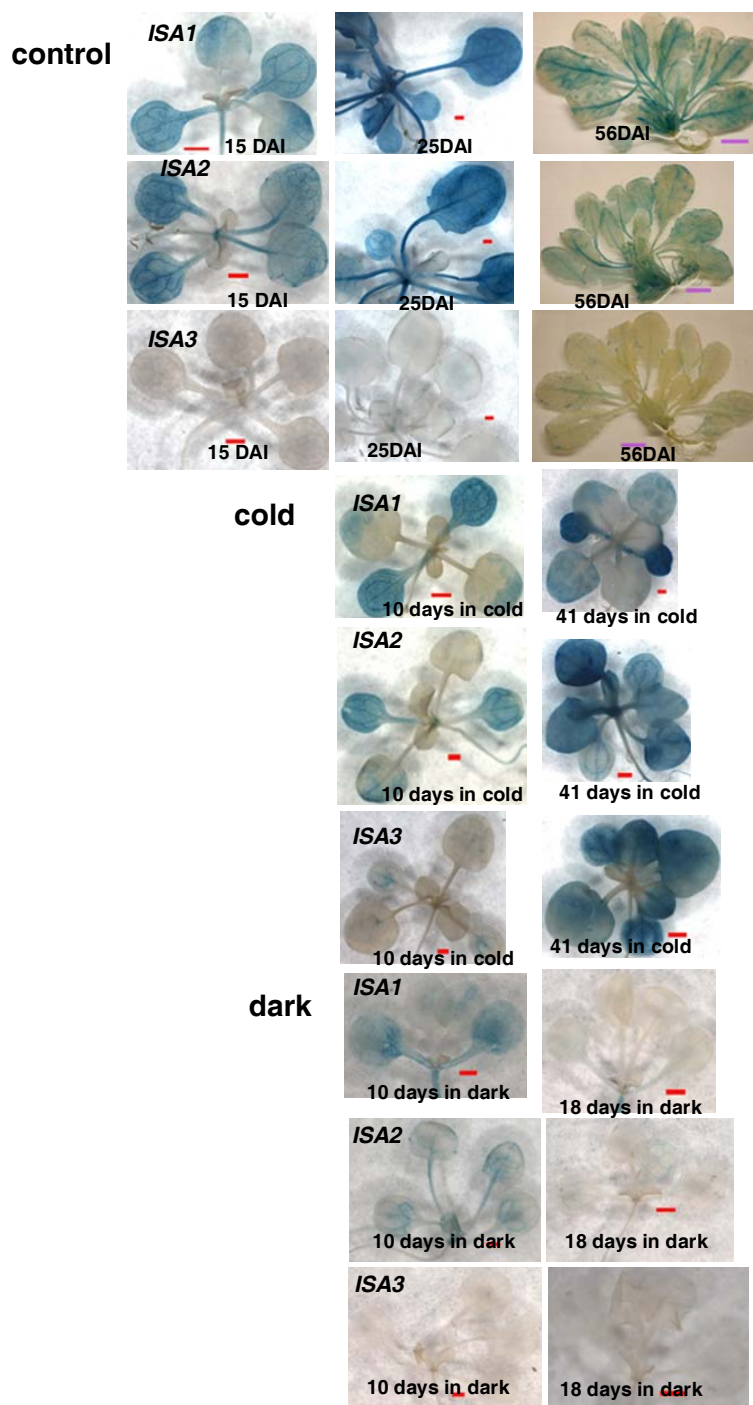 control
ISA1
15 DAI
25DAI
56DAI
ISA2
15 DAI
25DAI
56DAI
ISA3
15 DAI
25DAI
56DAI
cold
ISA1
10 days in cold
41 days in cold
ISA2
10 days in cold
41 days in cold
ISA3
10 days in cold
41 days in cold
dark
ISA1
10 days in dark
18 days in dark
ISA2
10 days in dark
18 days in dark
ISA3
10 days in dark
18 days in dark